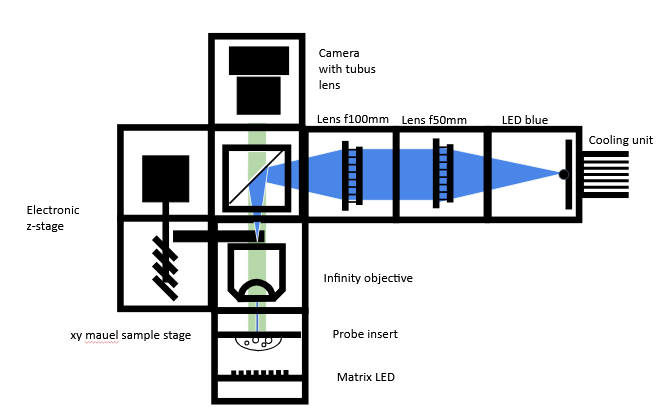 Camera
with tubus
lens
Lens f100mm
Lens f50mm
LED blue
Cooling unit
Electronic
z-stage
Infinity objective
xy mauel sample stage
Probe insert
Matrix LED